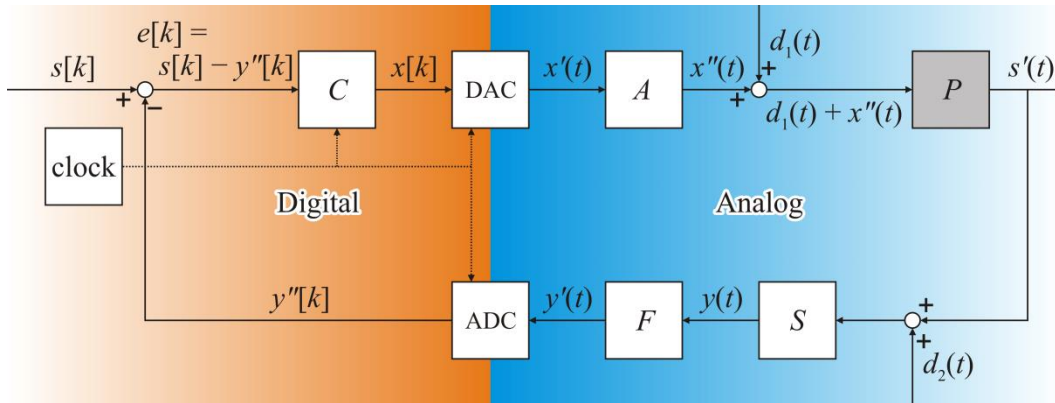 e[k] =
s[k]
s[k] − y″[k]
C
x[k]
DAC
x′(t)
A
x″(t)
d₁(t)
+
+
−
+
d₁(t) + x″(t)
P
s′(t)
clock
Digital
Analog
y″[k]
ADC
y′(t)
F
y(t)
S
+
+
d₂(t)